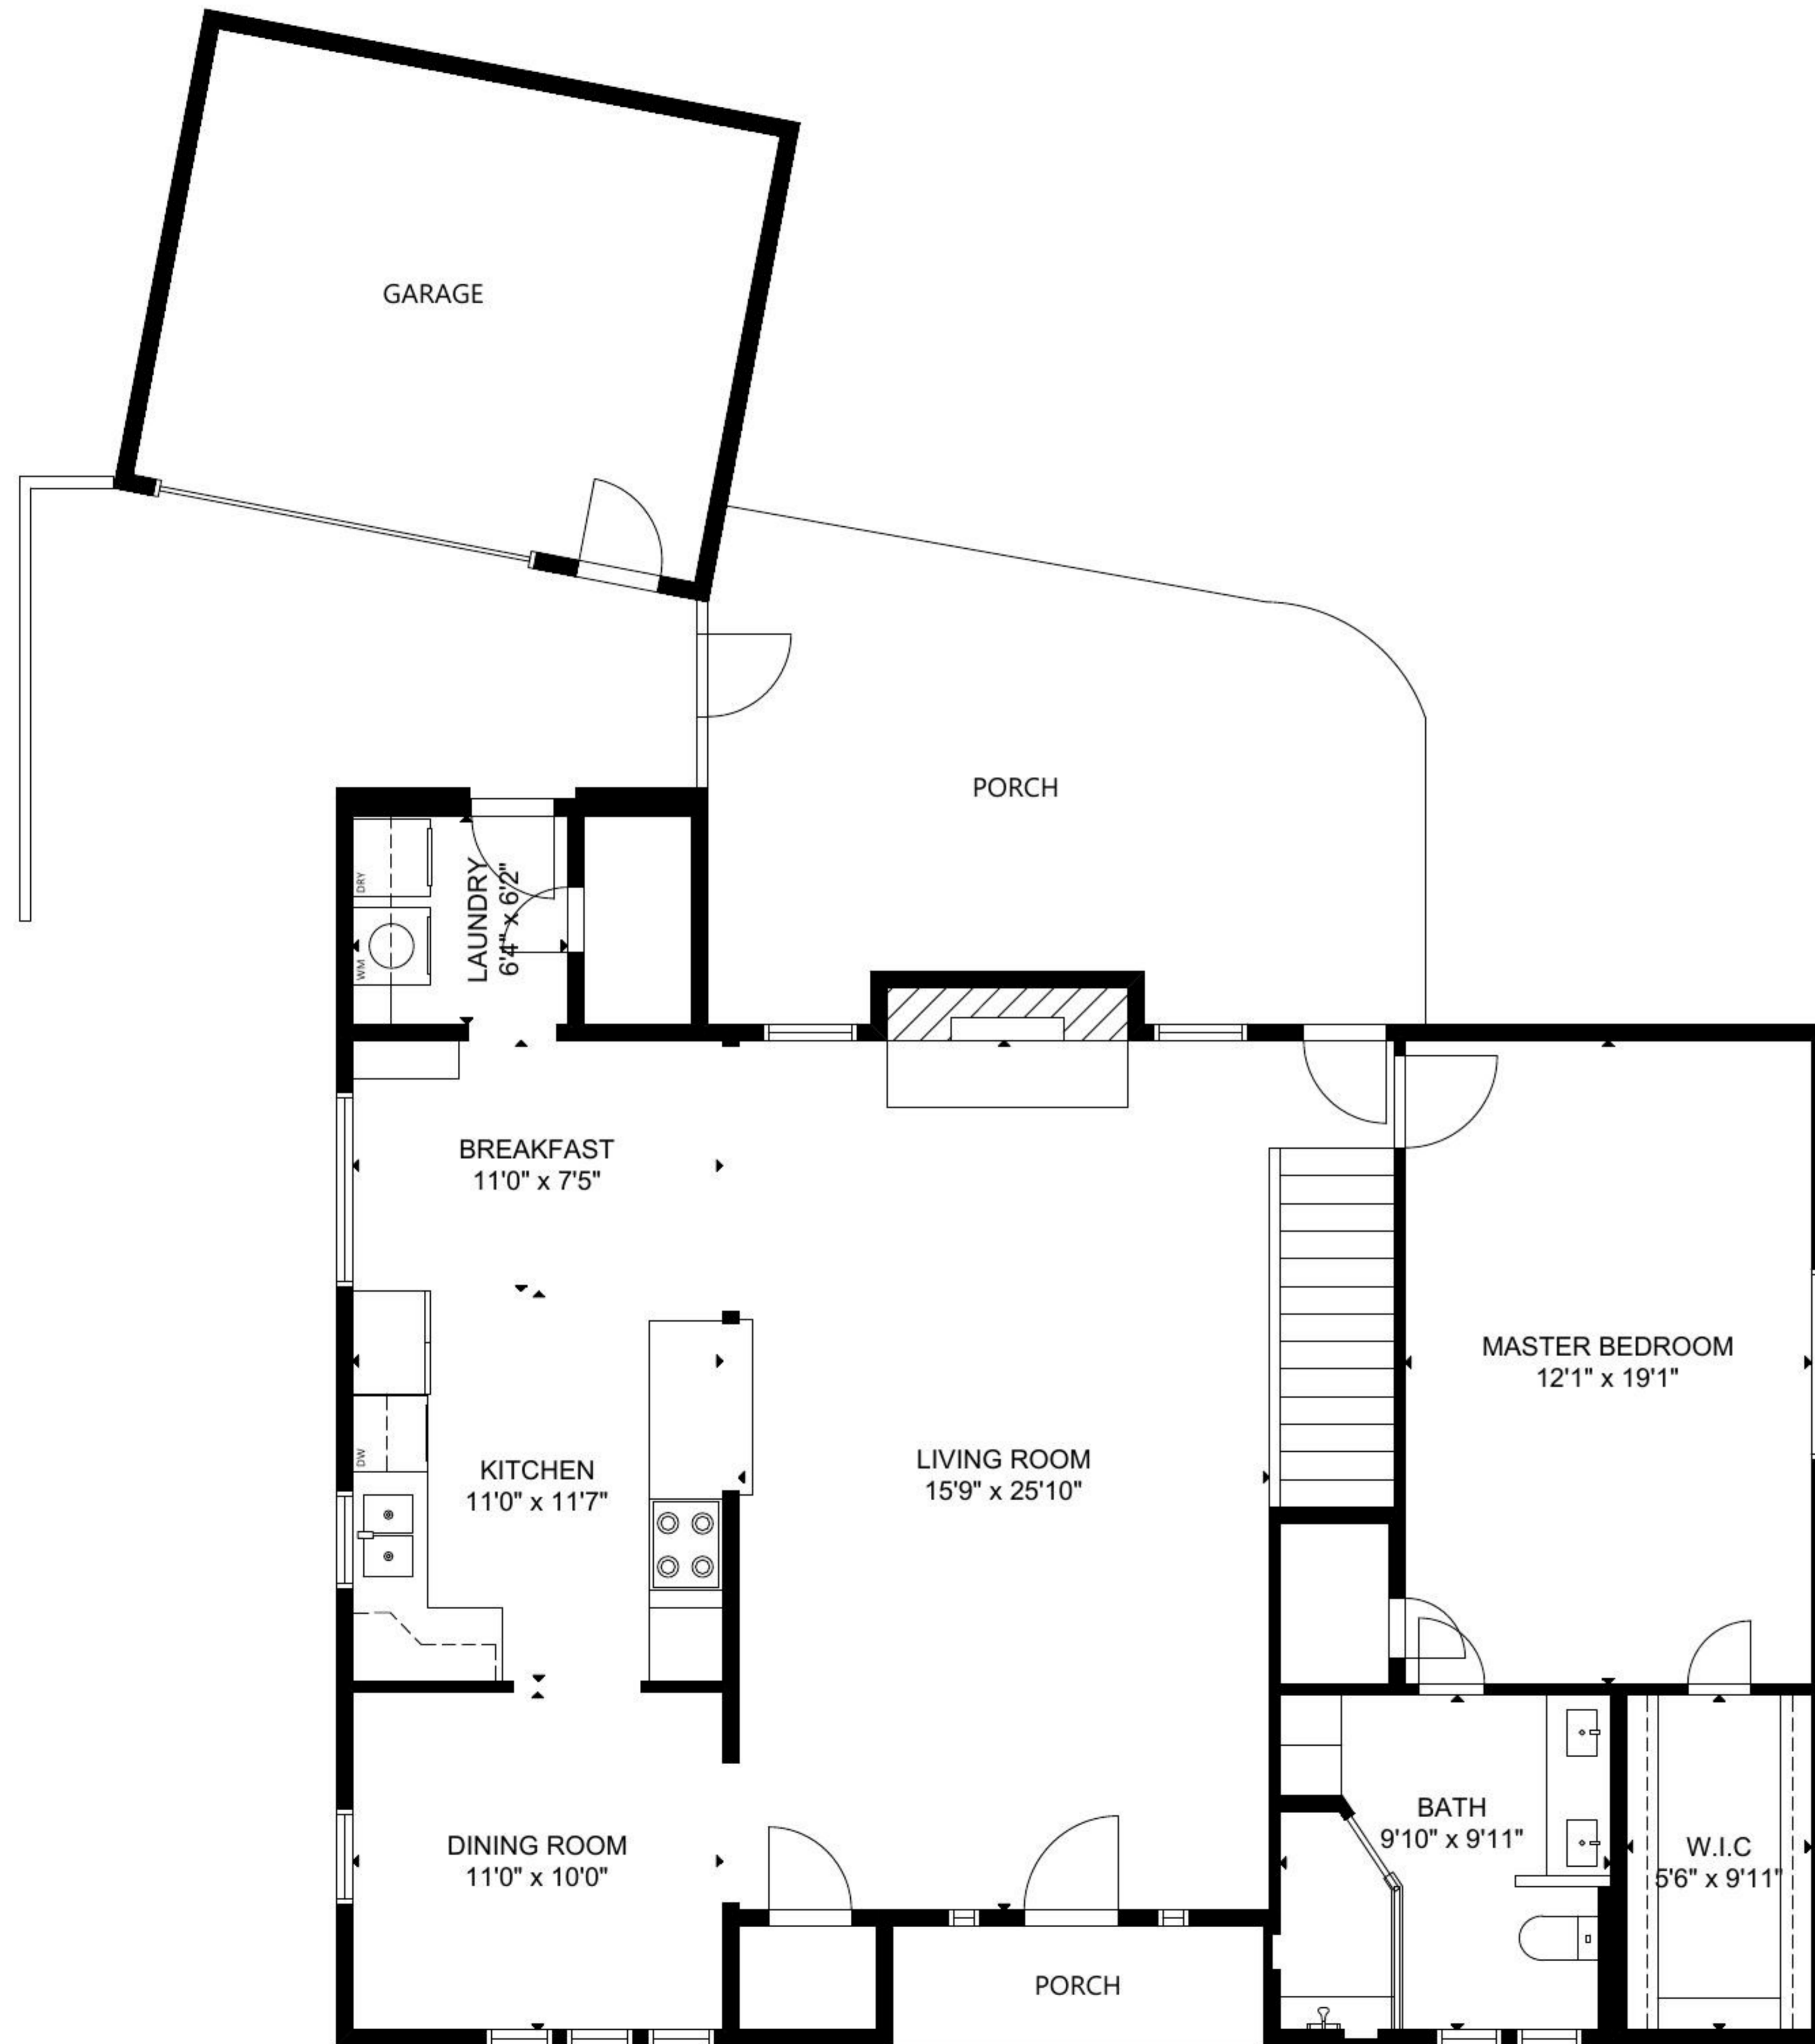 GARAGE
PORCH
DRY
WM
LAUNDRY
6'4" x 6'2"
BREAKFAST
11'0" x 7'5"
MASTER BEDROOM
12'1" x 19'1"
DW
KITCHEN
11'0" x 11'7"
LIVING ROOM
15'9" x 25'10"
DINING ROOM
11'0" x 10'0"
BATH
9'10" x 9'11"
W.I.C
5'6" x 9'11"
PORCH